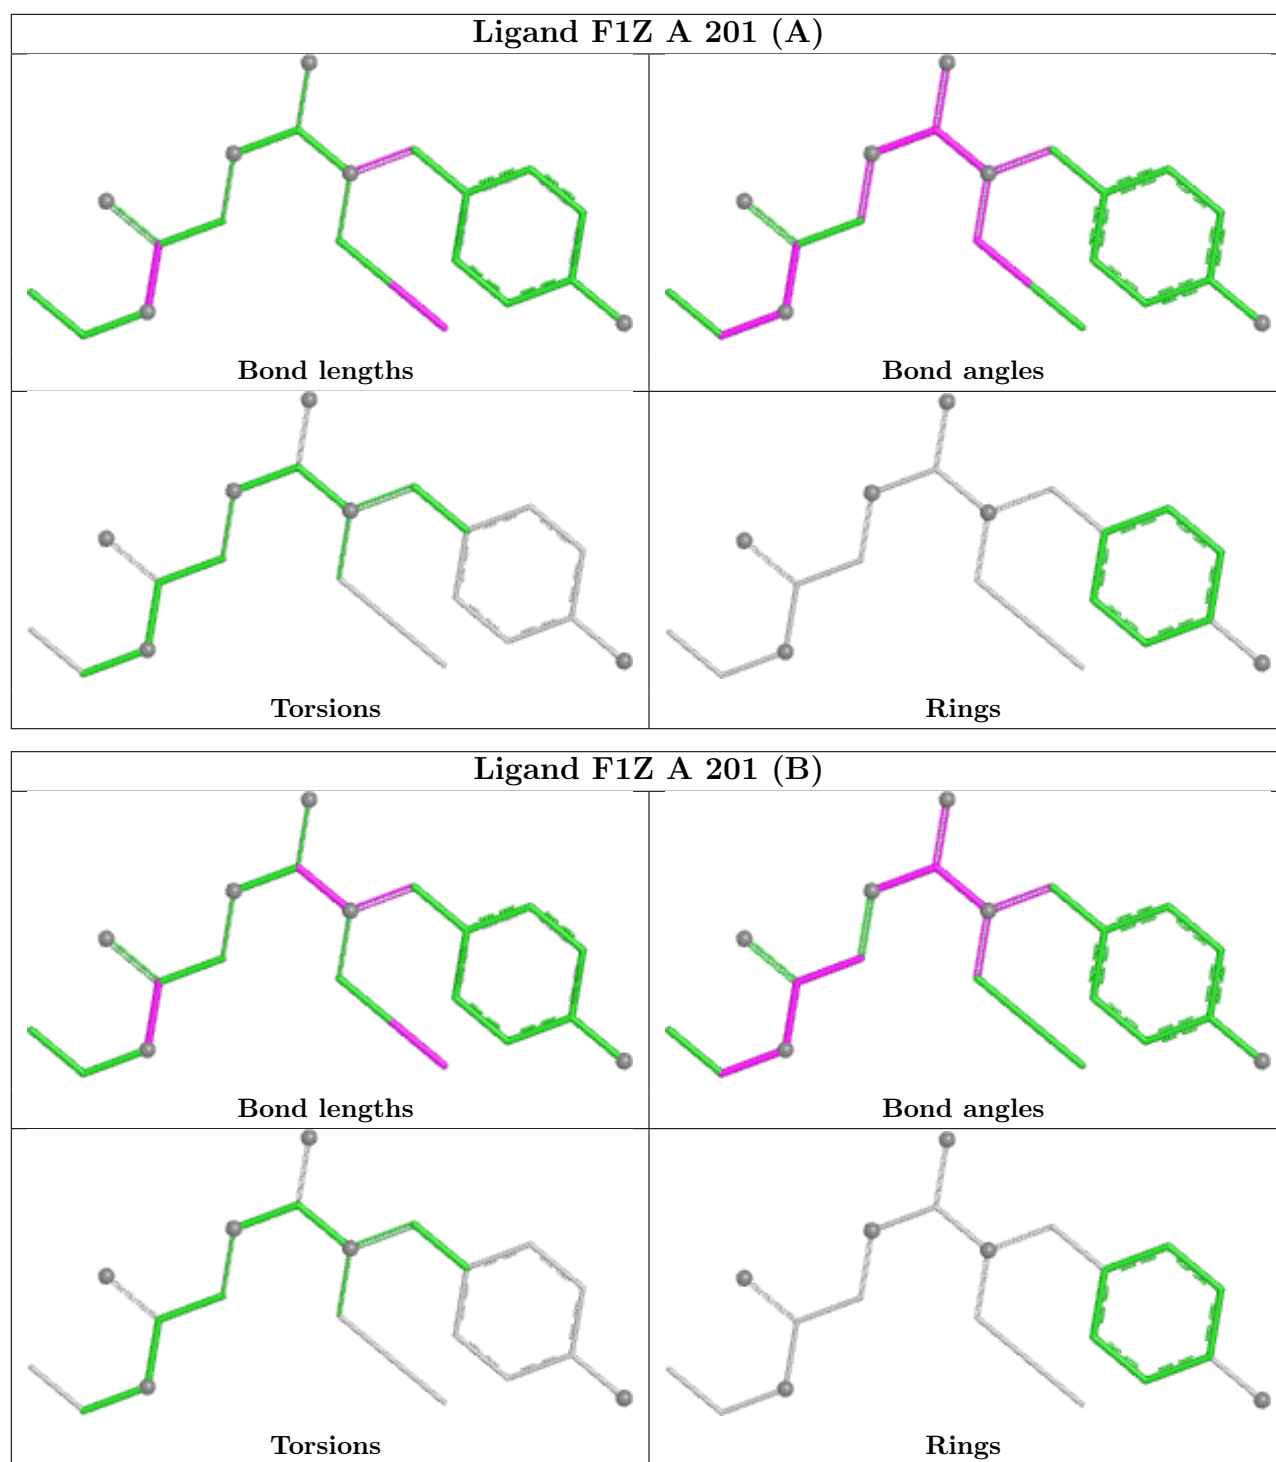 Ligand F1Z A 201 (A)
Bond lengths
Bond angles
Torsions
Rings
Ligand F1Z A 201 (B)
Bond lengths
Bond angles
Torsions
Rings